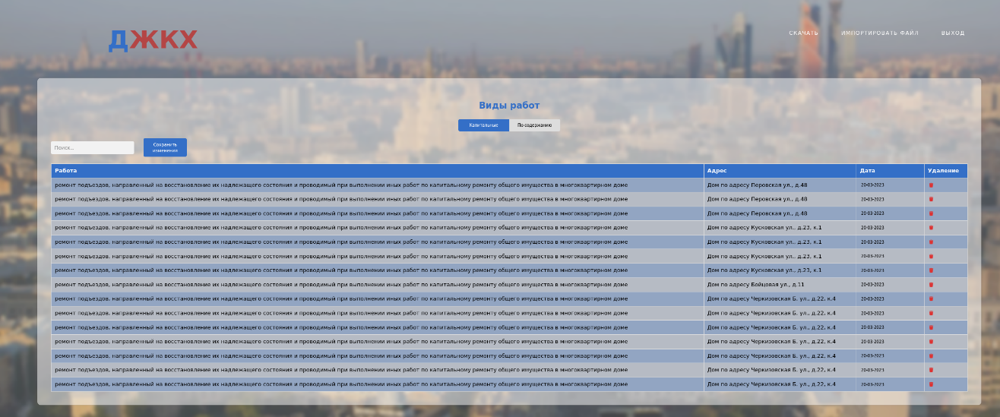 ДЖКХ
СКАЧАТЬ ИМПОРТИРОВАТЬ ФАЙЛ ВЫХОД
Виды работ
Капитальные По содержанию
Поиск... Сохранить
изменения
Работа Адрес Дата Удаление
ремонт подъездов, направленный на восстановление их надлежащего состояния и проводимый при выполнении иных работ по капитальному ремонту общего имущества в многоквартирном доме Дом по адресу Перовская ул., д.48 20-03-2023
ремонт подъездов, направленный на восстановление их надлежащего состояния и проводимый при выполнении иных работ по капитальному ремонту общего имущества в многоквартирном доме Дом по адресу Перовская ул., д.48 20-03-2023
ремонт подъездов, направленный на восстановление их надлежащего состояния и проводимый при выполнении иных работ по капитальному ремонту общего имущества в многоквартирном доме Дом по адресу Перовская ул., д.48 20-03-2023
ремонт подъездов, направленный на восстановление их надлежащего состояния и проводимый при выполнении иных работ по капитальному ремонту общего имущества в многоквартирном доме Дом по адресу Кусковская ул., д.23, к.1 20-03-2023
ремонт подъездов, направленный на восстановление их надлежащего состояния и проводимый при выполнении иных работ по капитальному ремонту общего имущества в многоквартирном доме Дом по адресу Кусковская ул., д.23, к.1 20-03-2023
ремонт подъездов, направленный на восстановление их надлежащего состояния и проводимый при выполнении иных работ по капитальному ремонту общего имущества в многоквартирном доме Дом по адресу Кусковская ул., д.23, к.1 20-03-2023
ремонт подъездов, направленный на восстановление их надлежащего состояния и проводимый при выполнении иных работ по капитальному ремонту общего имущества в многоквартирном доме Дом по адресу Кусковская ул., д.23, к.1 20-03-2023
ремонт подъездов, направленный на восстановление их надлежащего состояния и проводимый при выполнении иных работ по капитальному ремонту общего имущества в многоквартирном доме Дом по адресу Бойцовая ул., д.11 20-03-2023
ремонт подъездов, направленный на восстановление их надлежащего состояния и проводимый при выполнении иных работ по капитальному ремонту общего имущества в многоквартирном доме Дом по адресу Черкизовская Б. ул., д.22, к.4 20-03-2023
ремонт подъездов, направленный на восстановление их надлежащего состояния и проводимый при выполнении иных работ по капитальному ремонту общего имущества в многоквартирном доме Дом по адресу Черкизовская Б. ул., д.22, к.4 20-03-2023
ремонт подъездов, направленный на восстановление их надлежащего состояния и проводимый при выполнении иных работ по капитальному ремонту общего имущества в многоквартирном доме Дом по адресу Черкизовская Б. ул., д.22, к.4 20-03-2023
ремонт подъездов, направленный на восстановление их надлежащего состояния и проводимый при выполнении иных работ по капитальному ремонту общего имущества в многоквартирном доме Дом по адресу Черкизовская Б. ул., д.22, к.4 20-03-2023
ремонт подъездов, направленный на восстановление их надлежащего состояния и проводимый при выполнении иных работ по капитальному ремонту общего имущества в многоквартирном доме Дом по адресу Черкизовская Б. ул., д.22, к.4 20-03-2023
ремонт подъездов, направленный на восстановление их надлежащего состояния и проводимый при выполнении иных работ по капитальному ремонту общего имущества в многоквартирном доме Дом по адресу Черкизовская Б. ул., д.22, к.4 20-03-2023
ремонт подъездов, направленный на восстановление их надлежащего состояния и проводимый при выполнении иных работ по капитальному ремонту общего имущества в многоквартирном доме Дом по адресу Черкизовская Б. ул., д.22, к.4 20-03-2023